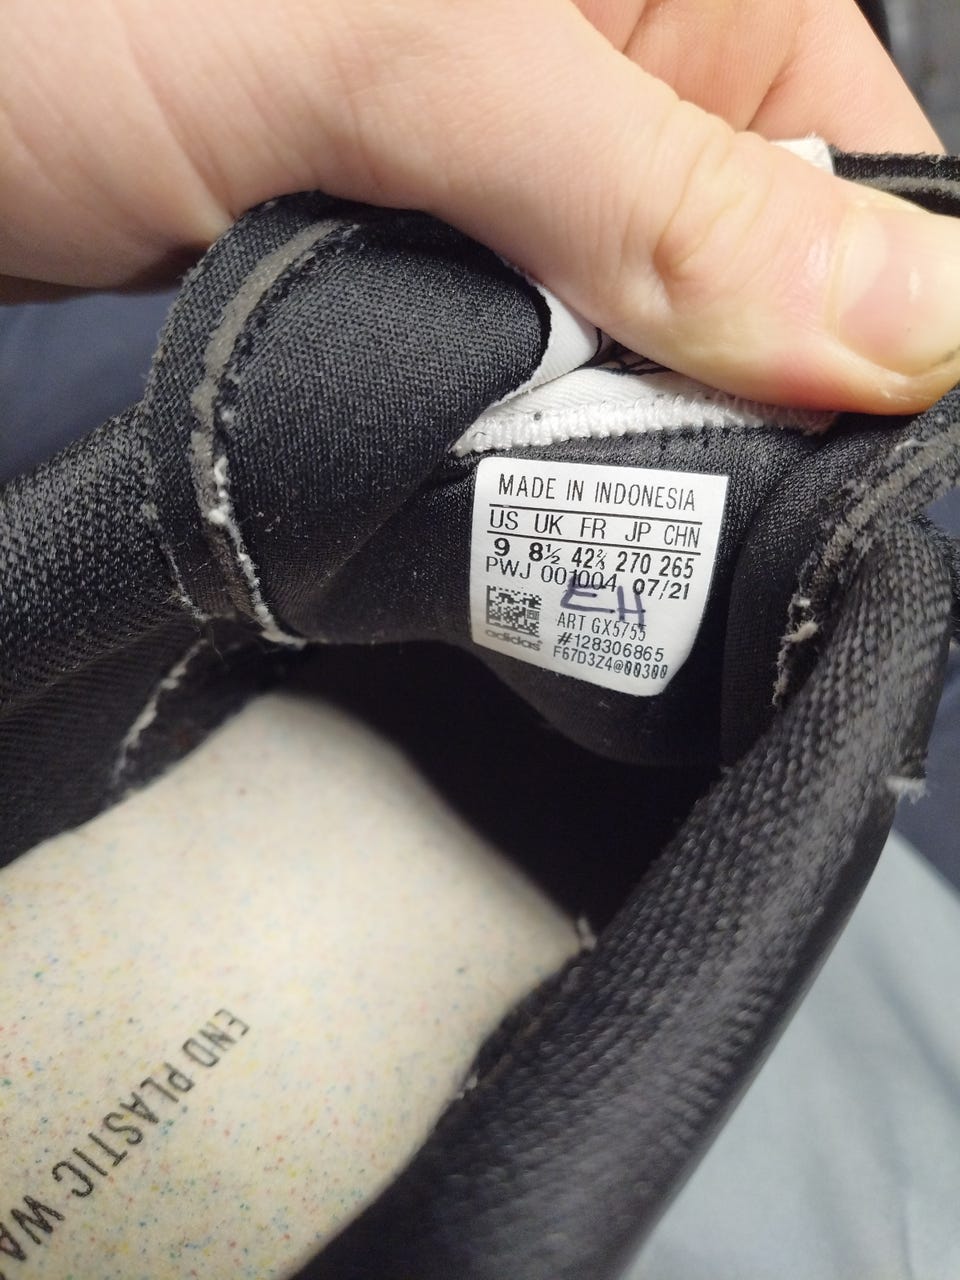 MADE IN INDONESIA
US UK FR JP CHN
9 8½ 42⅔ 270 265
PWJ 001004 07/21
EH
ART GX5755
#128306865
adidas
F67D3Z4@00300
END PLASTIC WA